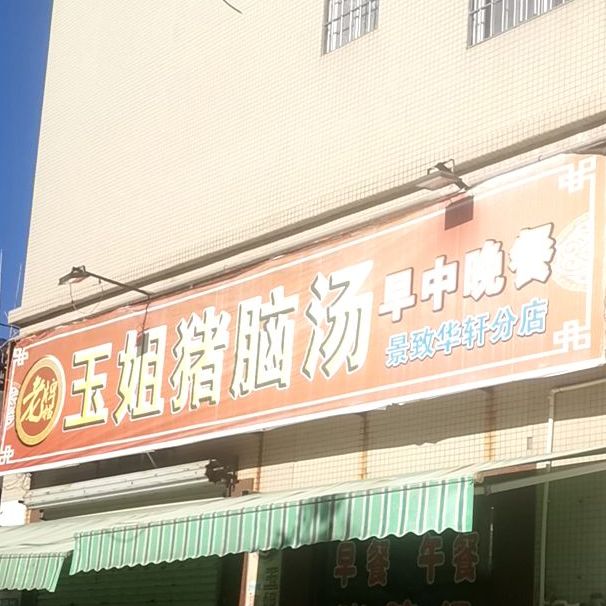 玉姐猪脑汤
早中晚餐
景致华轩分店
早餐 午餐